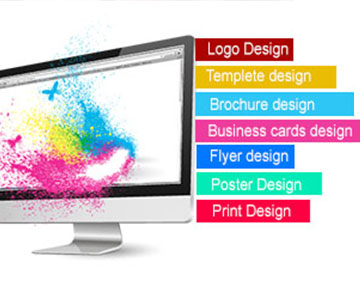 Logo Design
Templete design
Brochure design
Business cards design
Flyer design
Poster Design
Print Design